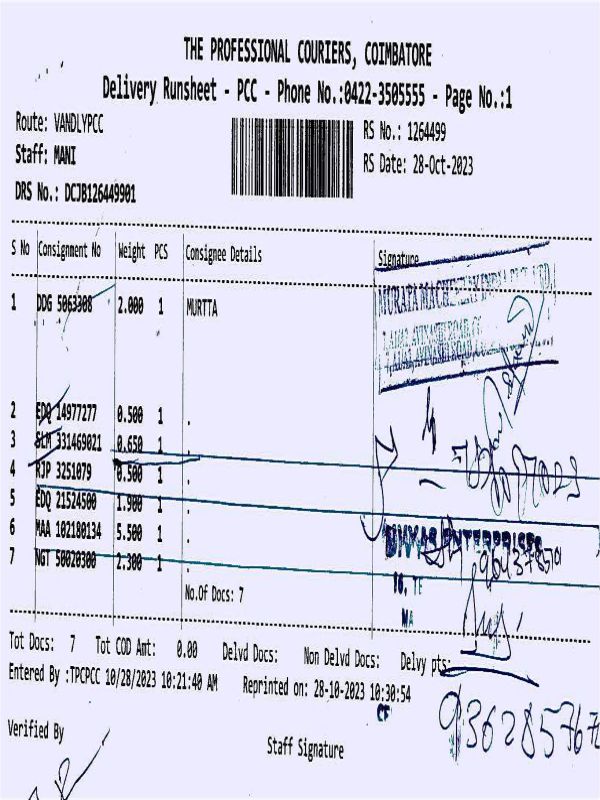 THE PROFESSIONAL COURIERS, COIMBATORE
Delivery Runsheet - PCC - Phone No.:0422-3505555 - Page No.:1
Route: VANDLYPCC
RS No.: 1264499
Staff: MANI
RS Date: 28-Oct-2023
DRS No.: DCJB126449901
S No Consignment No Weight PCS Consignee Details Signature
1 DDG 5063308 2.000 1 MURTTA
2 EDQ 14977277 0.500 1 .
3 SLM 331469021 0.650 1 .
4 RJP 3251079 0.500 1 .
5 EDQ 21524500 1.900 1 .
6 MAA 102180134 5.500 1 .
7 NGT 50020300 2.300 1 .
ENTERPRISES
No.Of Docs: 7
MA
Tot Docs: 7 Tot COD Amt: 0.00 Delvd Docs: Non Delvd Docs: Delvy pts:
Entered By :TPCPCC 10/28/2023 10:21:40 AM Reprinted on: 28-10-2023 10:30:54
CF
Verified By
Staff Signature